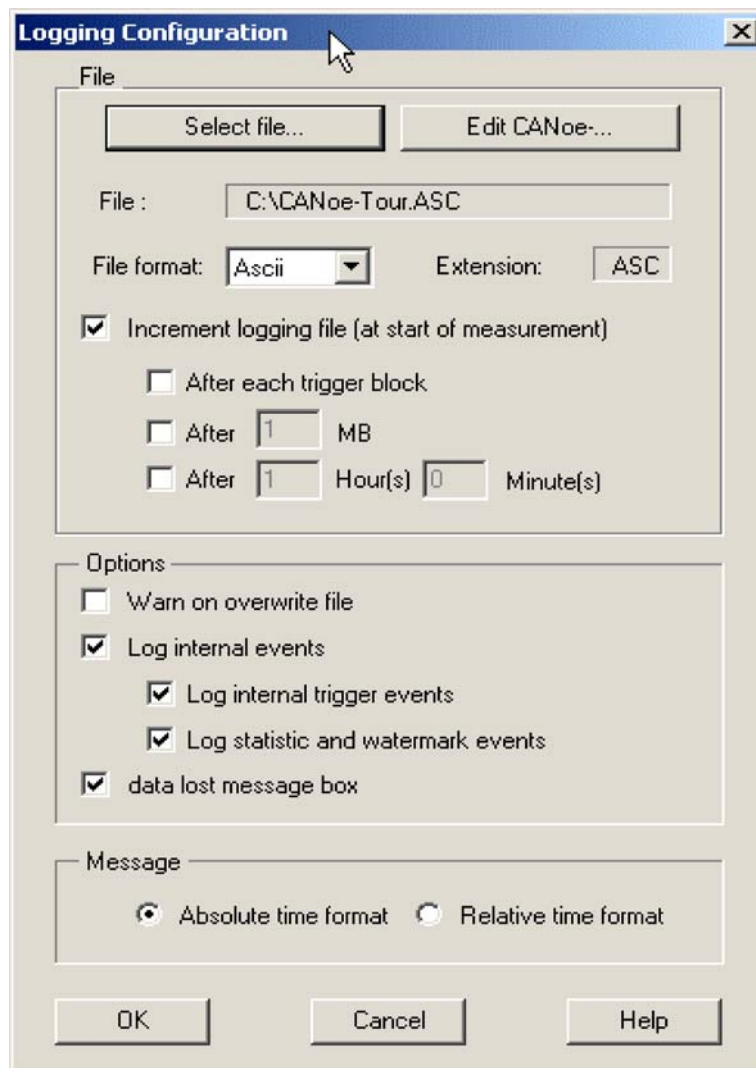 Logging Configuration
File
Select file... Edit CANoe-...
File : C:\CANoe-Tour.ASC
File format: Ascii Extension: ASC
Increment logging file (at start of measurement)
After each trigger block
After 1 MB
After 1 Hour(s) 0 Minute(s)
Options
Warn on overwrite file
Log internal events
Log internal trigger events
Log statistic and watermark events
data lost message box
Message
Absolute time format Relative time format
OK Cancel Help